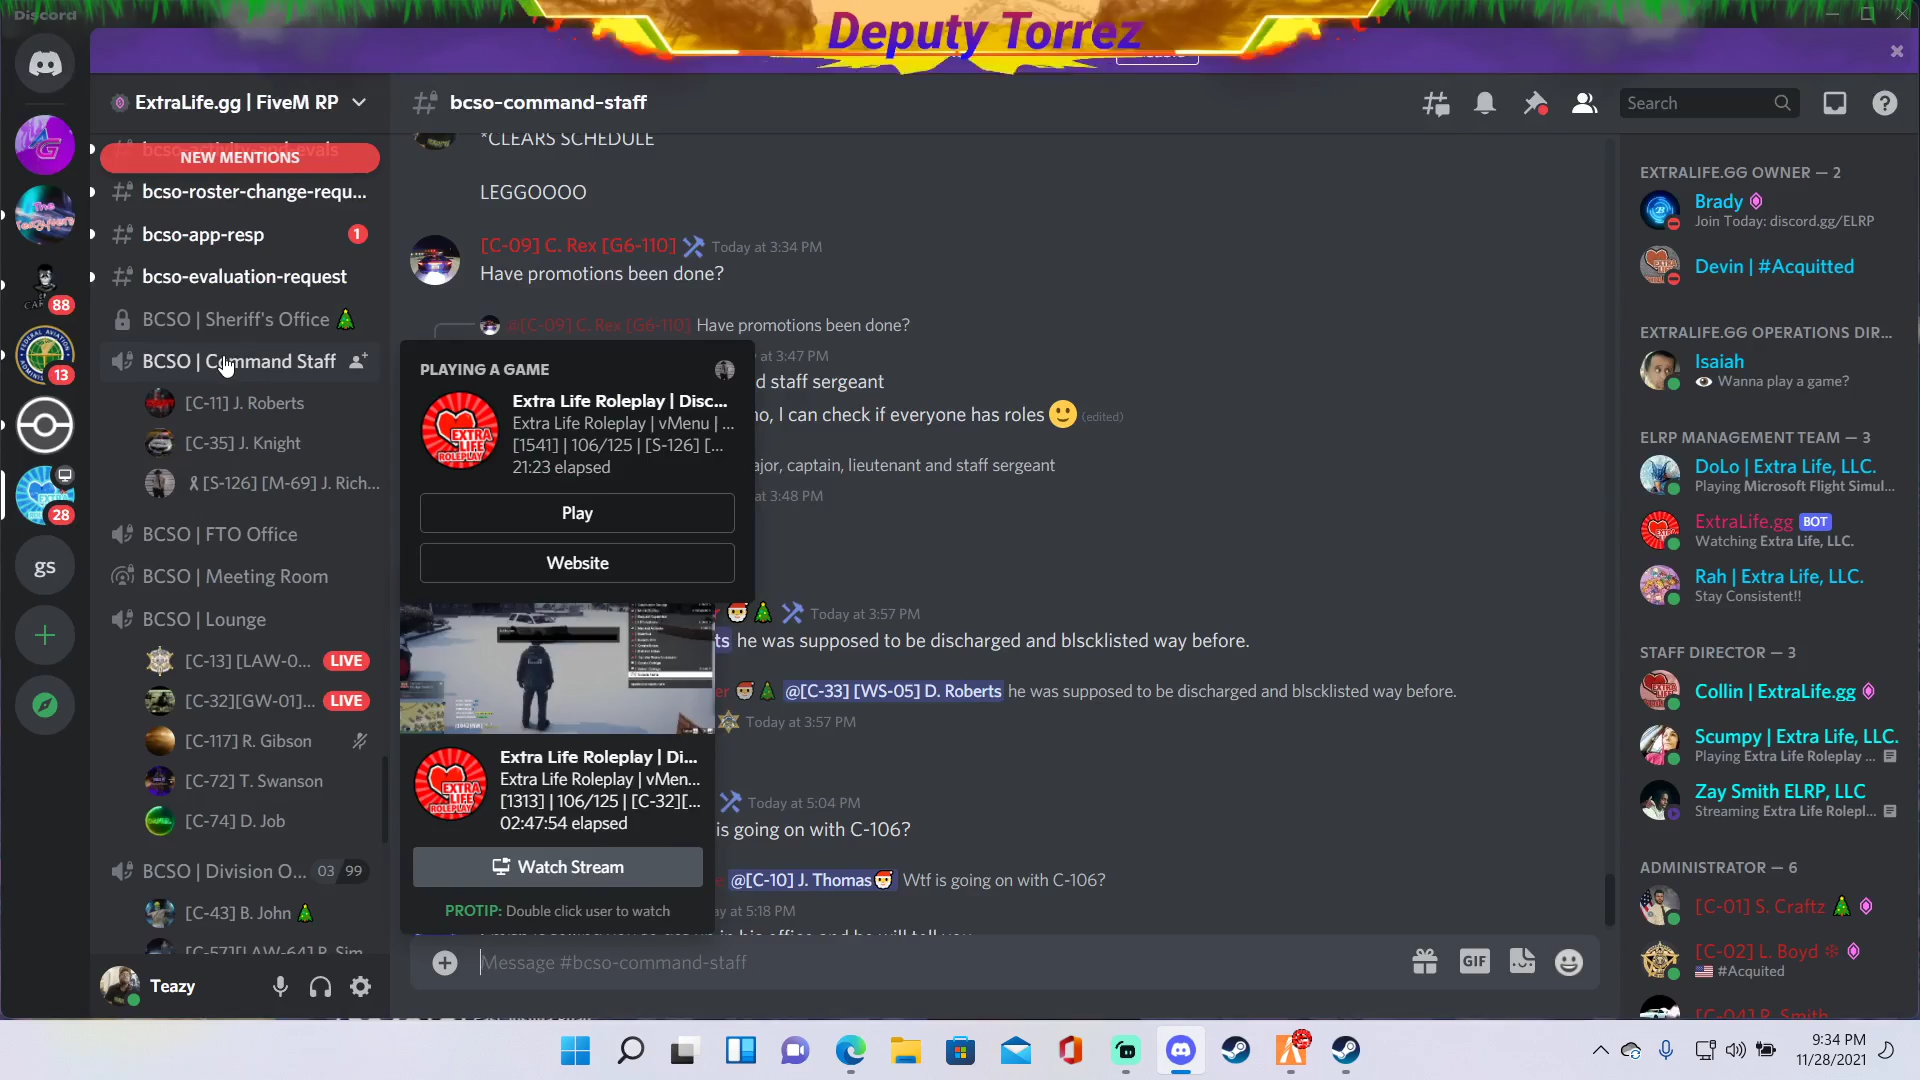 Discord
Deputy Torrez
ExtraLife.gg | FiveM RP
bcso-command-staff
Search
bcso-activity-and-evals
NEW MENTIONS
bcso-roster-change-requ...
bcso-app-resp
1
bcso-evaluation-request
BCSO | Sheriff's Office
BCSO | Command Staff
[C-11] J. Roberts
[C-35] J. Knight
[S-126] [M-69] J. Rich...
BCSO | FTO Office
BCSO | Meeting Room
BCSO | Lounge
[C-13] [LAW-0... LIVE
[C-32][GW-01]... LIVE
[C-117] R. Gibson
[C-72] T. Swanson
[C-74] D. Job
BCSO | Division O... 03 99
[C-43] B. John
[C-57][LAW-64] R. Sim
Teazy
The
CAF
88
13
28
gs
*CLEARS SCHEDULE
LEGGOOOO
[C-09] C. Rex [G6-110] Today at 3:34 PM
Have promotions been done?
@[C-09] C. Rex [G6-110] Have promotions been done?
at 3:47 PM
d staff sergeant
no, I can check if everyone has roles (edited)
ajor, captain, lieutenant and staff sergeant
at 3:48 PM
Today at 3:57 PM
ts he was supposed to be discharged and blscklisted way before.
er @[C-33] [WS-05] D. Roberts he was supposed to be discharged and blscklisted way before.
Today at 3:57 PM
Today at 5:04 PM
is going on with C-106?
@[C-10] J. Thomas Wtf is going on with C-106?
ay at 5:18 PM
Message #bcso-command-staff
GIF
PLAYING A GAME
Extra Life Roleplay | Disc...
Extra Life Roleplay | vMenu | ...
[1541] | 106/125 | [S-126] [...
21:23 elapsed
Play
Website
EXTRA LIFE ROLEPLAY
Extra Life Roleplay | Di...
Extra Life Roleplay | vMen...
[1313] | 106/125 | [C-32][...
02:47:54 elapsed
Watch Stream
PROTIP: Double click user to watch
EXTRALIFE.GG OWNER — 2
Brady
Join Today: discord.gg/ELRP
Devin | #Acquitted
EXTRALIFE.GG OPERATIONS DIR...
Isaiah
Wanna play a game?
ELRP MANAGEMENT TEAM — 3
DoLo | Extra Life, LLC.
Playing Microsoft Flight Simul...
ExtraLife.gg BOT
Watching Extra Life, LLC.
Rah | Extra Life, LLC.
Stay Consistent!!
STAFF DIRECTOR — 3
Collin | ExtraLife.gg
Scumpy | Extra Life, LLC.
Playing Extra Life Roleplay ...
Zay Smith ELRP, LLC
Streaming Extra Life Rolepl...
ADMINISTRATOR — 6
[C-01] S. Craftz
[C-02] L. Boyd
#Acquited
[C-04] R. Smith
9:34 PM
11/28/2021